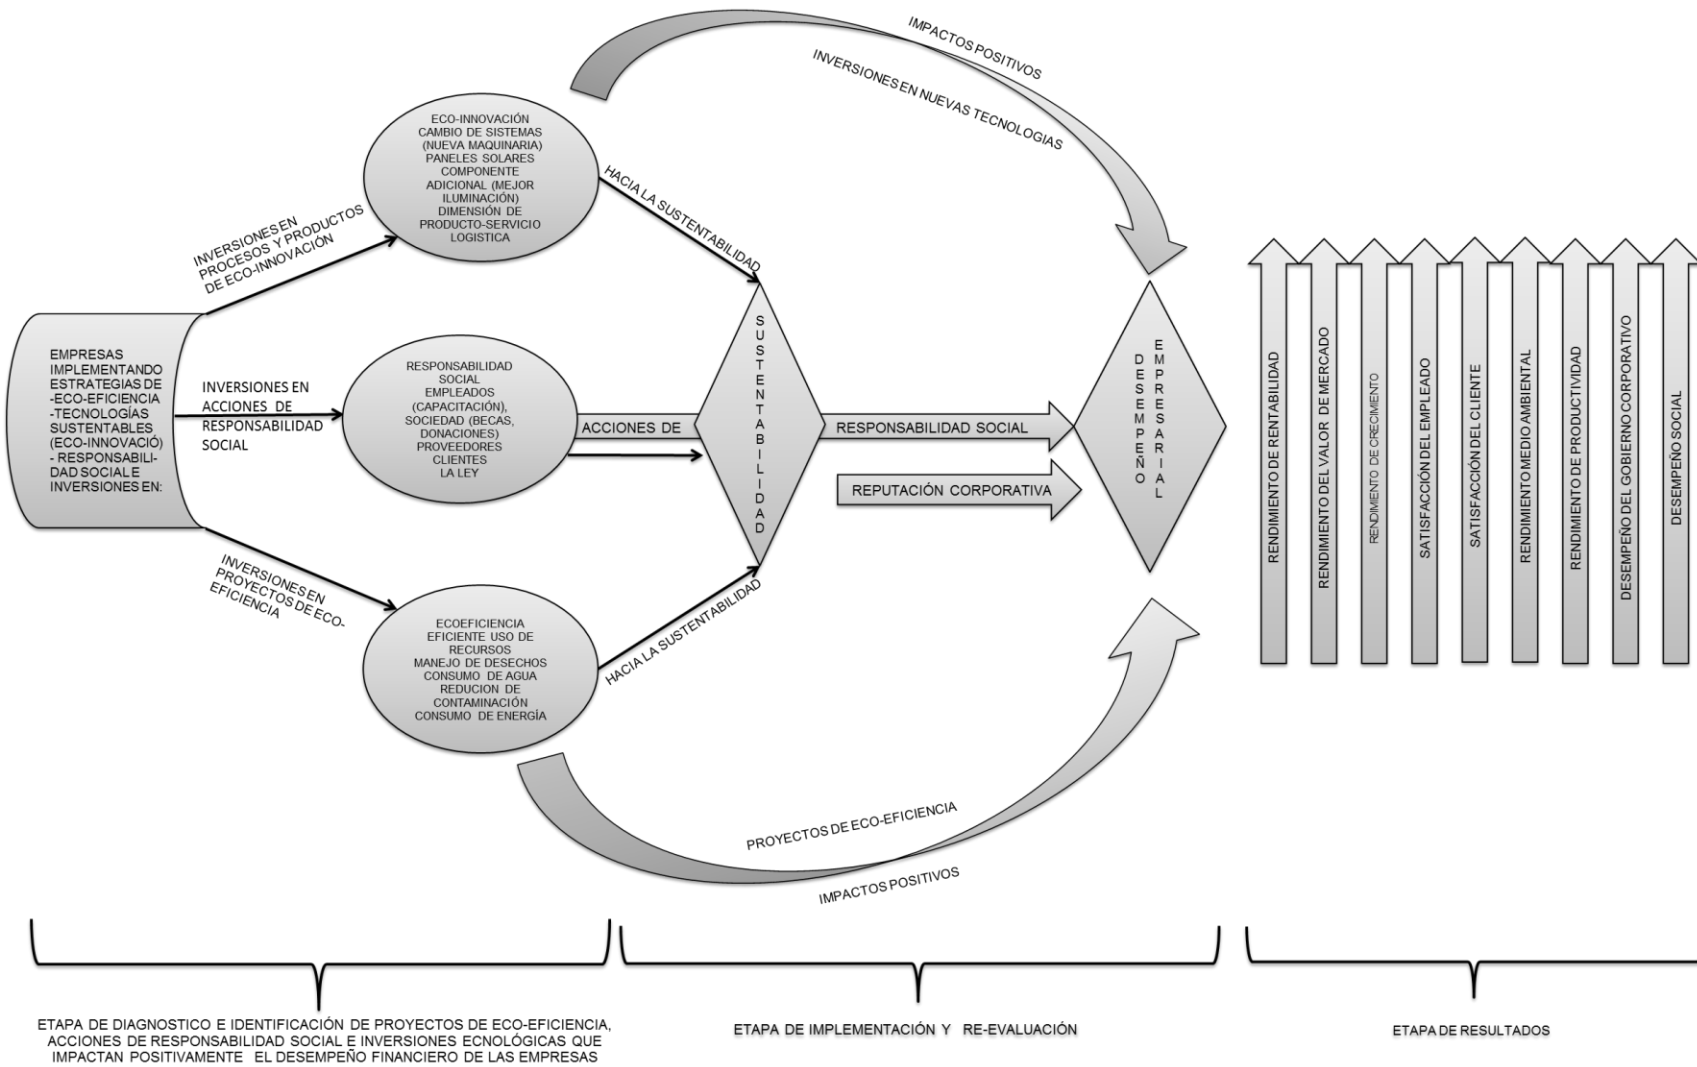 EMPRESAS
IMPLEMENTANDO
ESTRATEGIAS DE
-ECO-EFICIENCIA
-TECNOLOGÍAS
SUSTENTABLES
(ECO-INNOVACIÓ)
- RESPONSABILI-
DAD SOCIAL E
INVERSIONES EN:
INVERSIONES EN
PROCESOS Y PRODUCTOS
DE ECO-INNOVACIÓN
INVERSIONES EN
ACCIONES DE
RESPONSABILIDAD
SOCIAL
INVERSIONES EN
PROYECTOS DE ECO-
EFICIENCIA
ECO-INNOVACIÓN
CAMBIO DE SISTEMAS
(NUEVA MAQUINARIA)
PANELES SOLARES
COMPONENTE
ADICIONAL (MEJOR
ILUMINACIÓN)
DIMENSIÓN DE
PRODUCTO-SERVICIO
LOGISTICA
RESPONSABILIDAD
SOCIAL
EMPLEADOS
(CAPACITACIÓN),
SOCIEDAD (BECAS,
DONACIONES)
PROVEEDORES
CLIENTES
LA LEY
ECOEFICIENCIA
EFICIENTE USO DE
RECURSOS
MANEJO DE DESECHOS
CONSUMO DE AGUA
REDUCION DE
CONTAMINACIÓN
CONSUMO DE ENERGÍA
HACIA LA SUSTENTABILIDAD
ACCIONES DE
HACIA LA SUSTENTABILIDAD
SUSTENTABILIDAD
IMPACTOS POSITIVOS
INVERSIONES EN NUEVAS TECNOLOGIAS
RESPONSABILIDAD SOCIAL
REPUTACIÓN CORPORATIVA
PROYECTOS DE ECO-EFICIENCIA
IMPACTOS POSITIVOS
DESEMPEÑO
EMPRESARIAL
RENDIMIENTO DE RENTABILIDAD
RENDIMIENTO DEL VALOR DE MERCADO
RENDIMIENTO DE CRECIMIENTO
SATISFACCIÓN DEL EMPLEADO
SATISFACCIÓN DEL CLIENTE
RENDIMIENTO MEDIO AMBIENTAL
RENDIMIENTO DE PRODUCTIVIDAD
DESEMPEÑO DEL GOBIERNO CORPORATIVO
DESEMPEÑO SOCIAL
ETAPA DE DIAGNOSTICO E IDENTIFICACIÓN DE PROYECTOS DE ECO-EFICIENCIA,
ACCIONES DE RESPONSABILIDAD SOCIAL E INVERSIONES ECNOLÓGICAS QUE
IMPACTAN POSITIVAMENTE EL DESEMPEÑO FINANCIERO DE LAS EMPRESAS
ETAPA DE IMPLEMENTACIÓN Y RE-EVALUACIÓN
ETAPA DE RESULTADOS